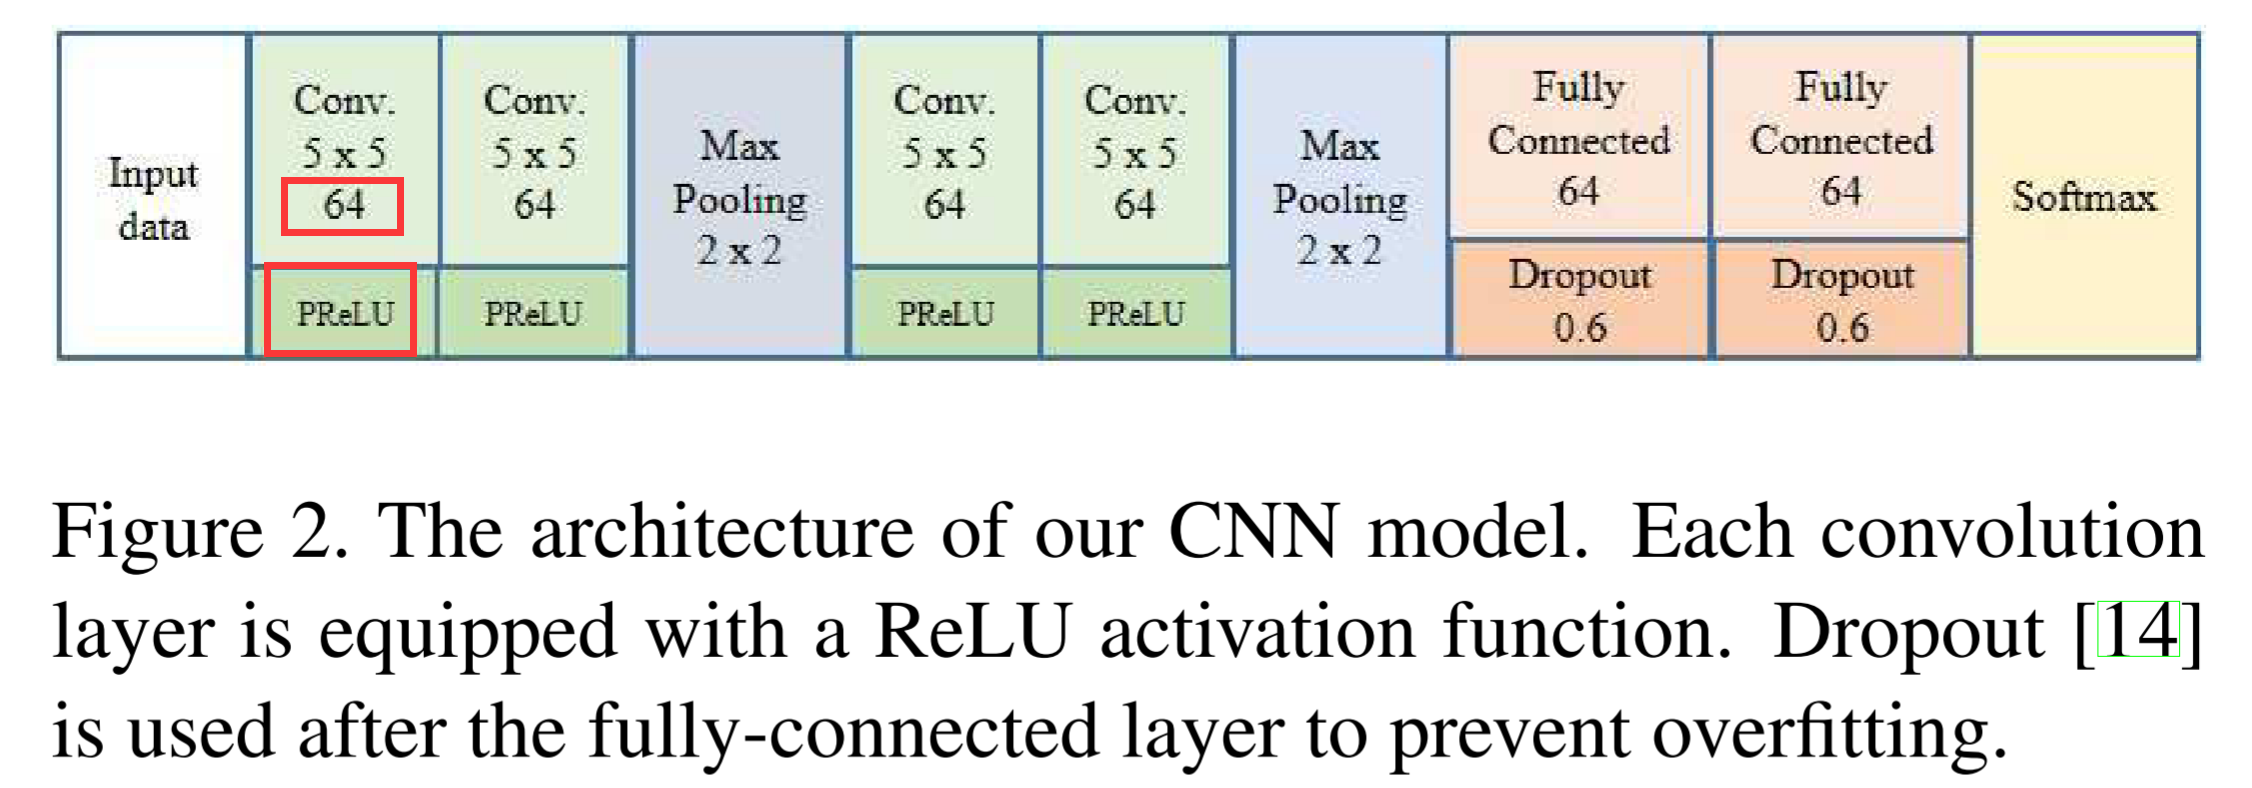 Input
data
Conv.
5 x 5
64
PReLU
Conv.
5 x 5
64
PReLU
Max
Pooling
2 x 2
Conv.
5 x 5
64
PReLU
Conv.
5 x 5
64
PReLU
Max
Pooling
2 x 2
Fully
Connected
64
Dropout
0.6
Fully
Connected
64
Dropout
0.6
Softmax
Figure 2. The architecture of our CNN model. Each convolution
layer is equipped with a ReLU activation function. Dropout [14]
is used after the fully-connected layer to prevent overfitting.